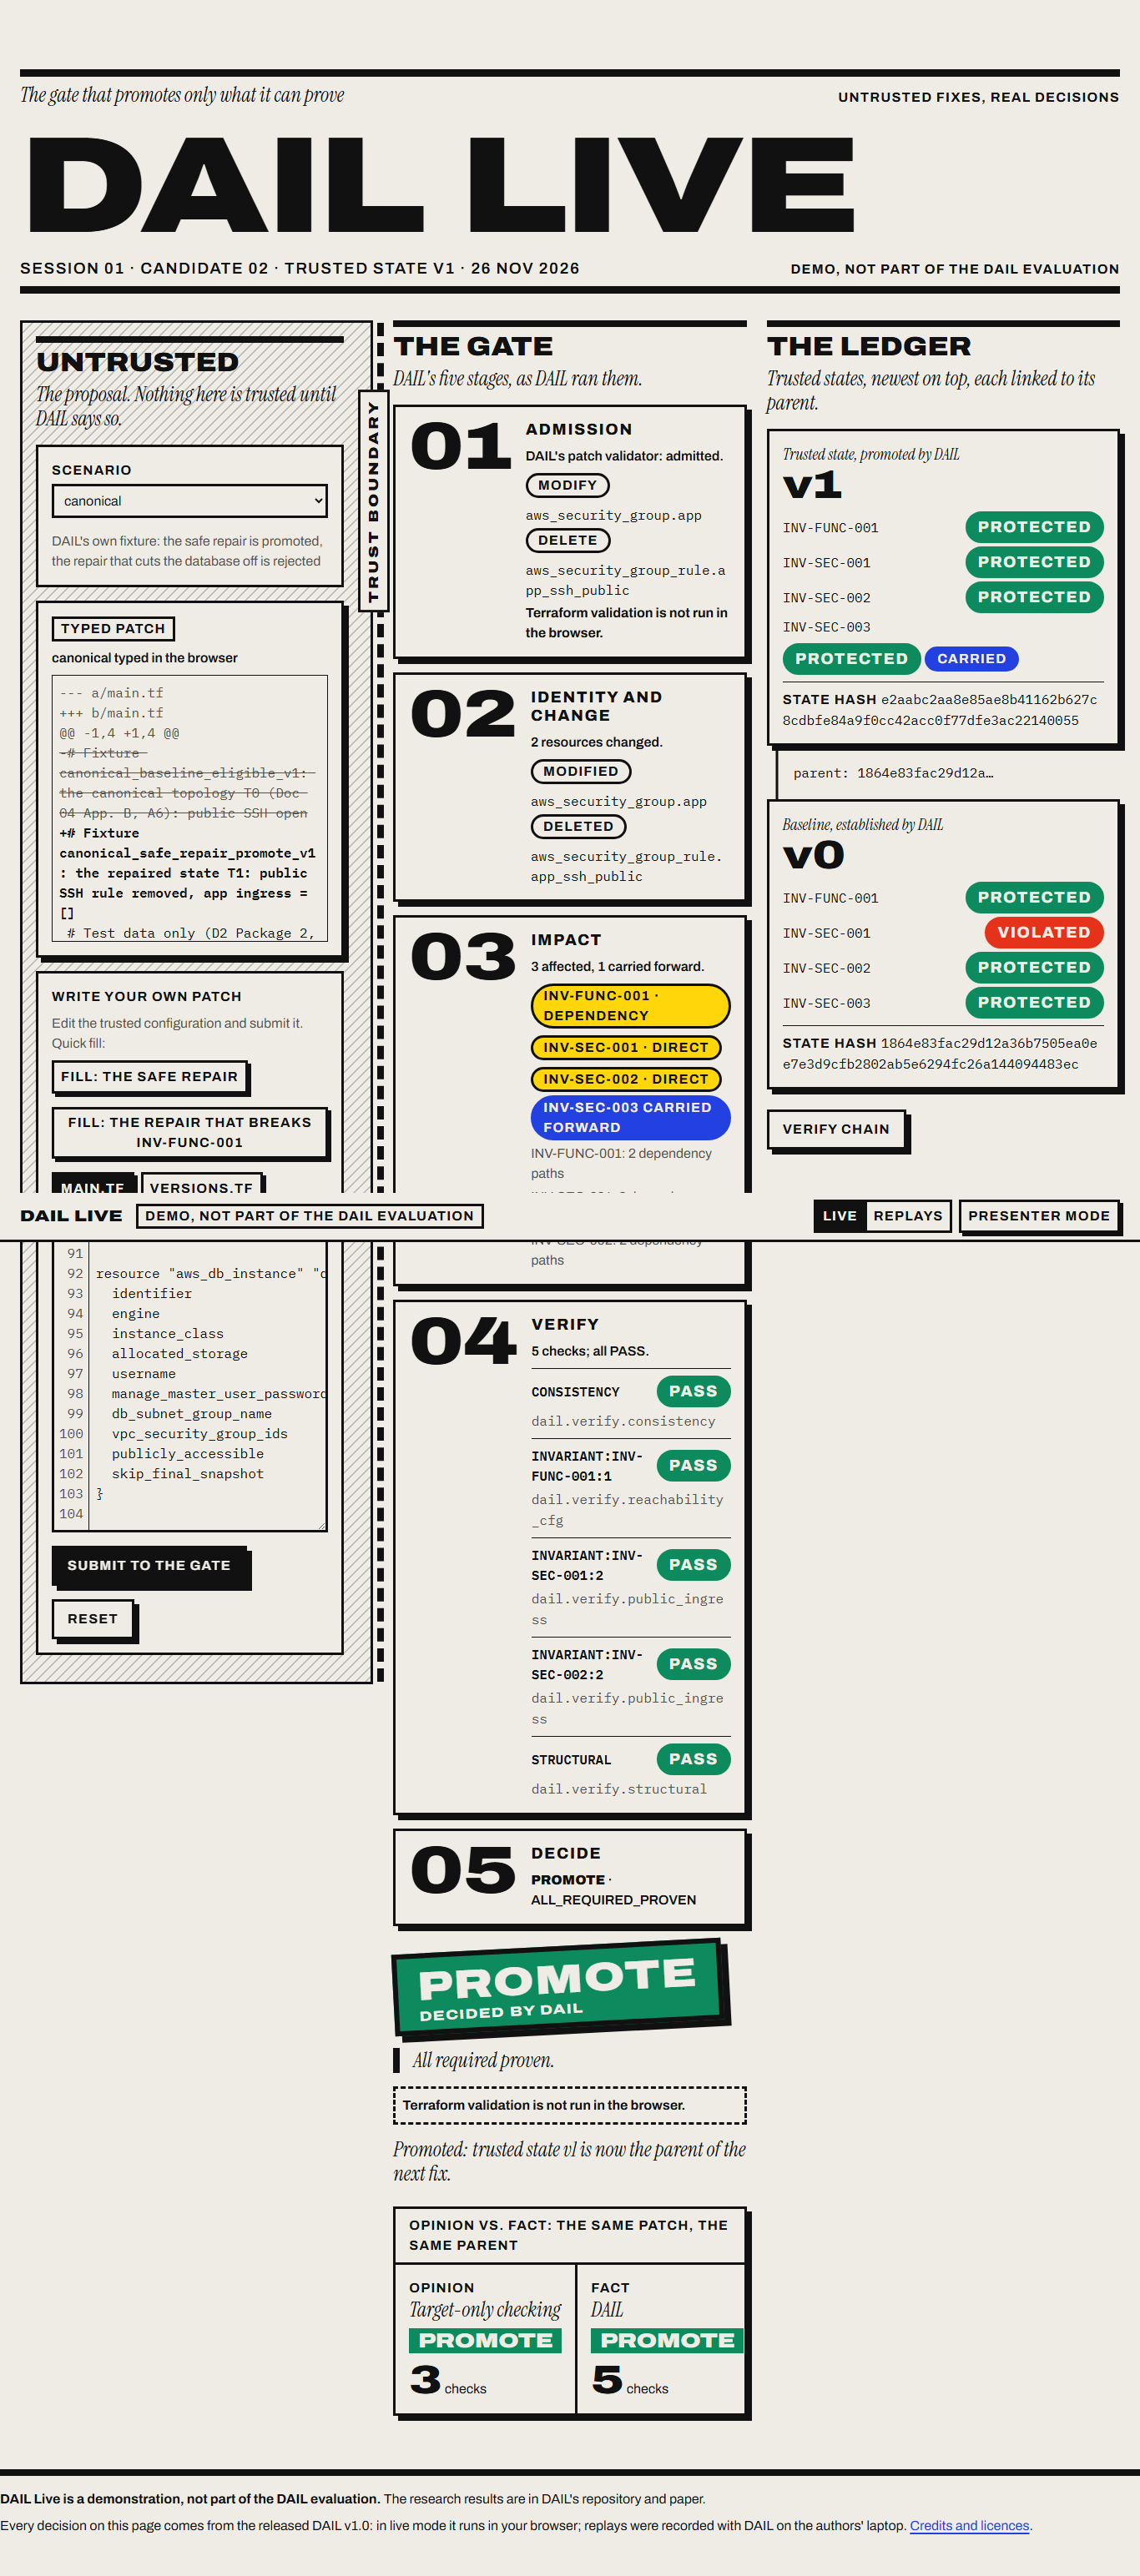 The gate that promotes only what it can prove
UNTRUSTED FIXES, REAL DECISIONS
DAIL LIVE
SESSION 01 · CANDIDATE 02 · TRUSTED STATE V1 · 26 NOV 2026
DEMO, NOT PART OF THE DAIL EVALUATION
UNTRUSTED
The proposal. Nothing here is trusted until
DAIL says so.
SCENARIO
canonical
DAIL's own fixture: the safe repair is promoted,
the repair that cuts the database off is rejected
TYPED PATCH
canonical typed in the browser
--- a/main.tf
+++ b/main.tf
@@ -1,4 +1,4 @@
-# Fixture
canonical_baseline_eligible_v1:
the canonical topology T0 (Doc
04 App. B, A6): public SSH open
+# Fixture
canonical_safe_repair_promote_v1
: the repaired state T1: public
SSH rule removed, app ingress =
[]
# Test data only (D2 Package 2,
WRITE YOUR OWN PATCH
Edit the trusted configuration and submit it.
Quick fill:
FILL: THE SAFE REPAIR
FILL: THE REPAIR THAT BREAKS
INV-FUNC-001
MAIN.TF
VERSIONS.TF
91
92 resource "aws_db_instance" "d
93 identifier
94 engine
95 instance_class
96 allocated_storage
97 username
98 manage_master_user_password
99 db_subnet_group_name
100 vpc_security_group_ids
101 publicly_accessible
102 skip_final_snapshot
103 }
104
SUBMIT TO THE GATE
RESET
TRUST BOUNDARY
THE GATE
DAIL's five stages, as DAIL ran them.
01
ADMISSION
DAIL's patch validator: admitted.
MODIFY
aws_security_group.app
DELETE
aws_security_group_rule.a
pp_ssh_public
Terraform validation is not run in
the browser.
02
IDENTITY AND
CHANGE
2 resources changed.
MODIFIED
aws_security_group.app
DELETED
aws_security_group_rule.
app_ssh_public
03
IMPACT
3 affected, 1 carried forward.
INV-FUNC-001 ·
DEPENDENCY
INV-SEC-001 · DIRECT
INV-SEC-002 · DIRECT
INV-SEC-003 CARRIED
FORWARD
INV-FUNC-001: 2 dependency
paths
paths
04
VERIFY
5 checks; all PASS.
CONSISTENCY
PASS
dail.verify.consistency
INVARIANT:INV-
FUNC-001:1
PASS
dail.verify.reachability
_cfg
INVARIANT:INV-
SEC-001:2
PASS
dail.verify.public_ingre
ss
INVARIANT:INV-
SEC-002:2
PASS
dail.verify.public_ingre
ss
STRUCTURAL
PASS
dail.verify.structural
05
DECIDE
PROMOTE ·
ALL_REQUIRED_PROVEN
PROMOTE
DECIDED BY DAIL
All required proven.
Terraform validation is not run in the browser.
Promoted: trusted state v1 is now the parent of the
next fix.
OPINION VS. FACT: THE SAME PATCH, THE
SAME PARENT
OPINION
Target-only checking
PROMOTE
3 checks
FACT
DAIL
PROMOTE
5 checks
THE LEDGER
Trusted states, newest on top, each linked to its
parent.
Trusted state, promoted by DAIL
v1
INV-FUNC-001 PROTECTED
INV-SEC-001 PROTECTED
INV-SEC-002 PROTECTED
INV-SEC-003
PROTECTED CARRIED
STATE HASH e2aabc2aa8e85ae8b41162b627c
8cdbfe84a9f0cc42acc0f77dfe3ac22140055
parent: 1864e83fac29d12a…
Baseline, established by DAIL
v0
INV-FUNC-001 PROTECTED
INV-SEC-001 VIOLATED
INV-SEC-002 PROTECTED
INV-SEC-003 PROTECTED
STATE HASH 1864e83fac29d12a36b7505ea0e
e7e3d9cfb2802ab5e6294fc26a144094483ec
VERIFY CHAIN
DAIL LIVE
DEMO, NOT PART OF THE DAIL EVALUATION
LIVE
REPLAYS
PRESENTER MODE
DAIL Live is a demonstration, not part of the DAIL evaluation. The research results are in DAIL's repository and paper.
Every decision on this page comes from the released DAIL v1.0: in live mode it runs in your browser; replays were recorded with DAIL on the authors' laptop. Credits and licences.